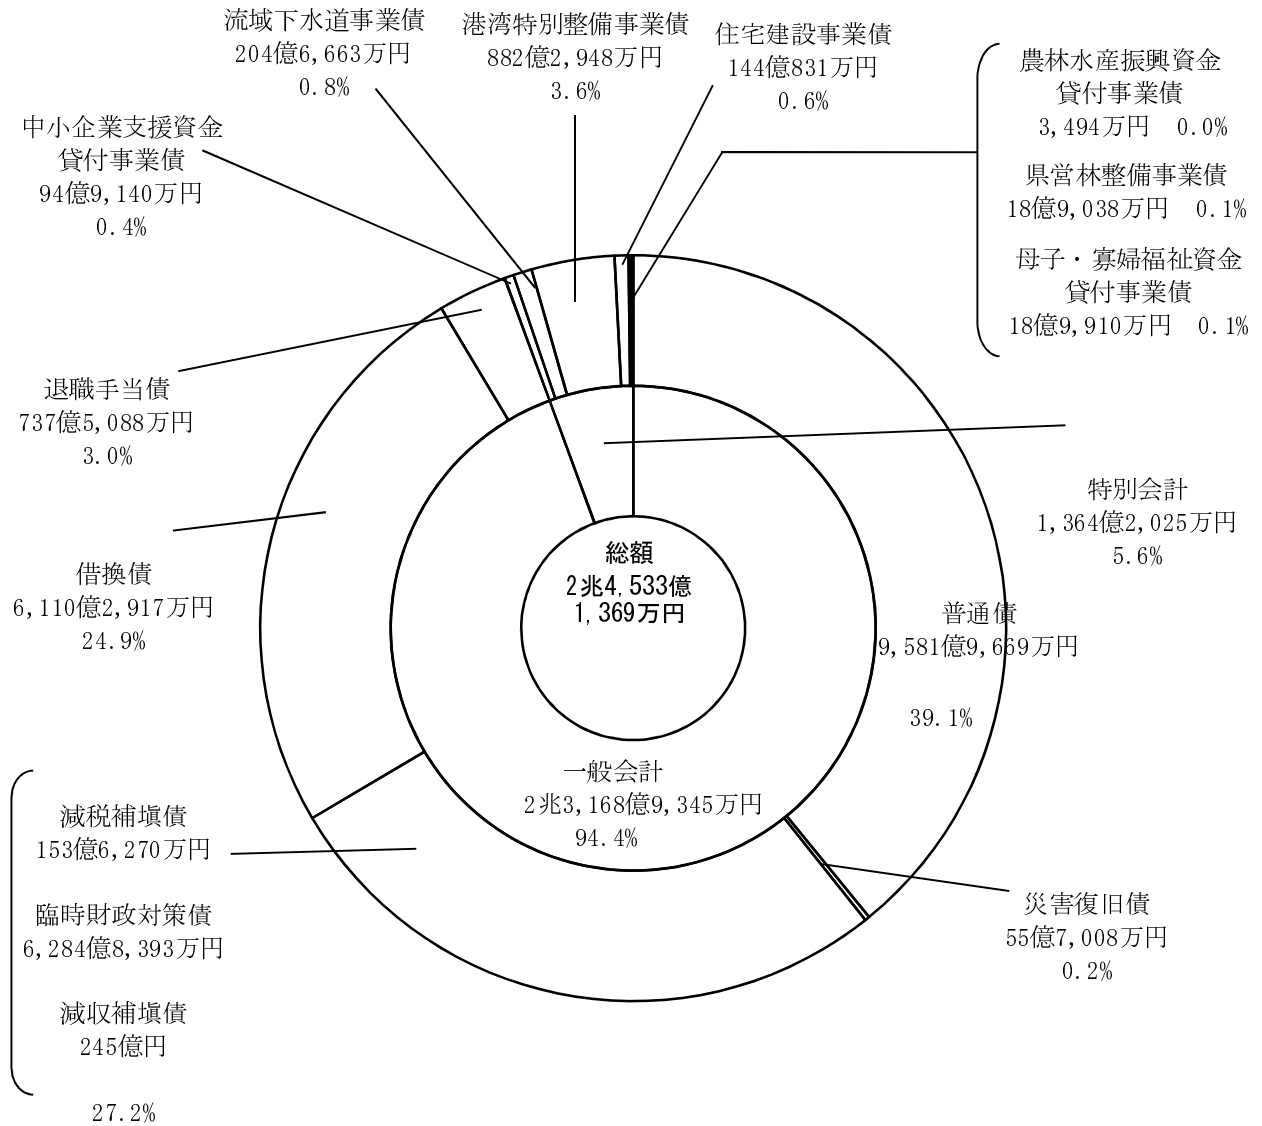 流域下水道事業債
204億6,663万円
0.8%
港湾特別整備事業債
882億2,948万円
3.6%
住宅建設事業債
144億831万円
0.6%
農林水産振興資金
貸付事業債
3,494万円　0.0%
県営林整備事業債
18億9,038万円　0.1%
母子・寡婦福祉資金
貸付事業債
18億9,910万円　0.1%
中小企業支援資金
貸付事業債
94億9,140万円
0.4%
退職手当債
737億5,088万円
3.0%
特別会計
1,364億2,025万円
5.6%
総額
2兆4,533億
1,369万円
借換債
6,110億2,917万円
24.9%
普通債
9,581億9,669万円
39.1%
一般会計
2兆3,168億9,345万円
94.4%
減税補塡債
153億6,270万円
臨時財政対策債
6,284億8,393万円
減収補塡債
245億円
27.2%
災害復旧債
55億7,008万円
0.2%